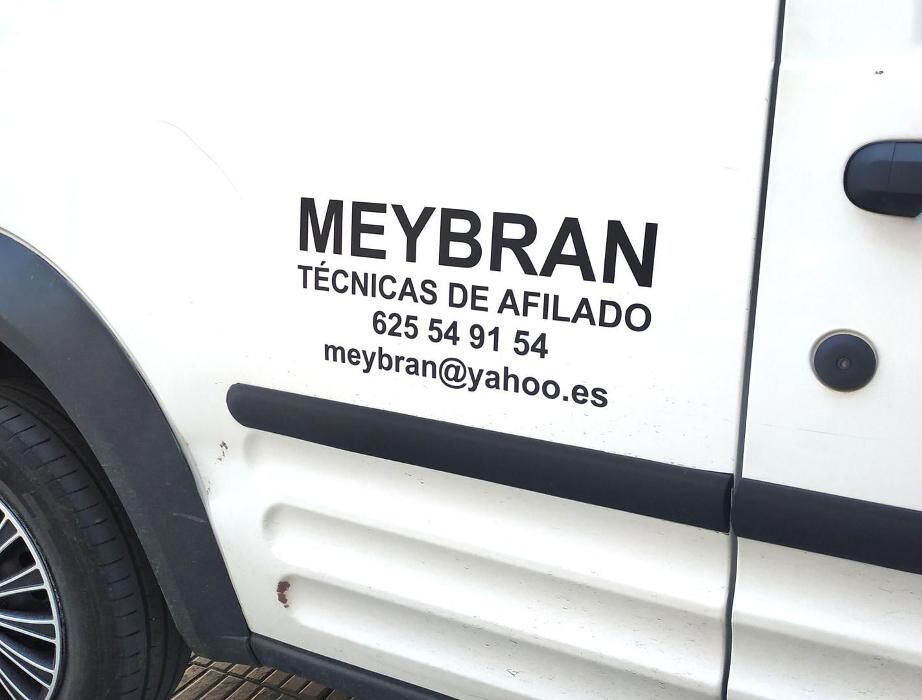 MEYBRAN
TÉCNICAS DE AFILADO
625 54 91 54
meybran@yahoo.es